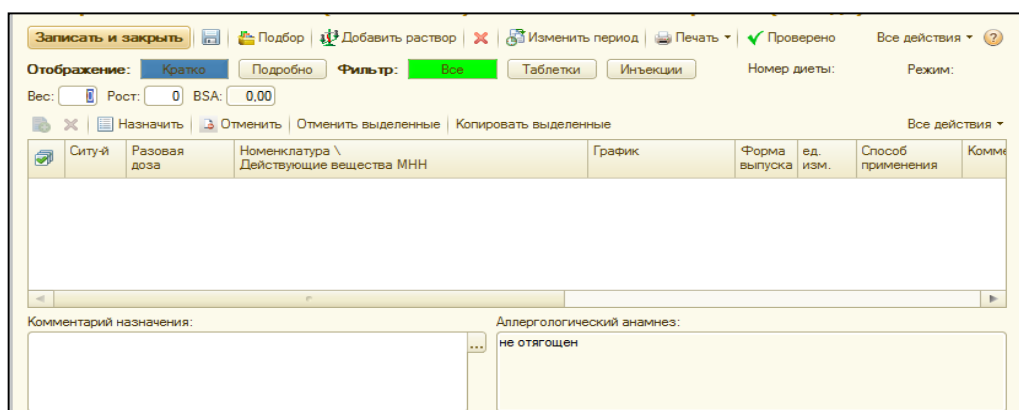 Записать и закрыть Подбор Добавить раствор Изменить период Печать Проверено Все действия ?
Отображение: Кратко Подробно Фильтр: Все Таблетки Инъекции Номер диеты: Режим:
Вес: 0 Рост: 0 BSA: 0,00
Назначить Отменить Отменить выделенные Копировать выделенные Все действия
Ситу-й Разовая Номенклатура \ График Форма ед. Способ Комме
доза Действующие вещества МНН выпуска изм. применения
Комментарий назначения: Аллергологический анамнез:
... не отягощен